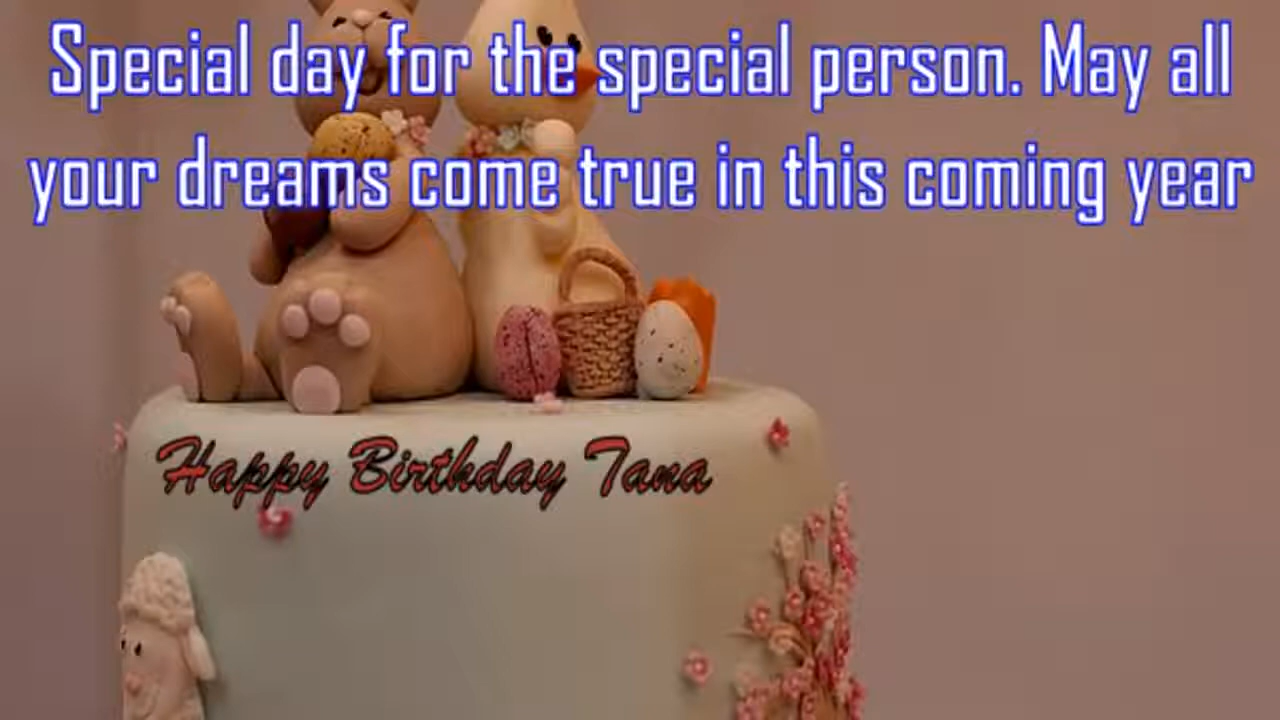 Special day for the special person. May all
your dreams come true in this coming year
Happy Birthday Tana